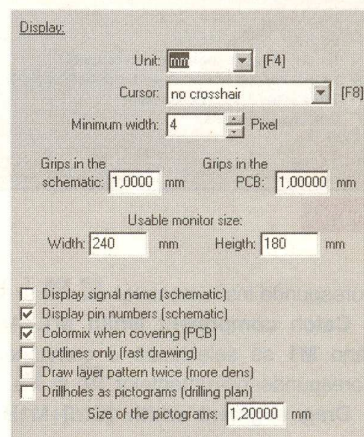 Display:
Unit: mm [F4]
Cursor: no crosshair [F8]
Minimum width: 4 Pixel
Grips in the schematic: 1,0000 mm
Grips in the PCB: 1,00000 mm
Usable monitor size:
Width: 240 mm Heigth: 180 mm
Display signal name (schematic)
Display pin numbers (schematic)
Colormix when covering (PCB)
Outlines only (fast drawing)
Draw layer pattern twice (more dens)
Drillholes as pictograms (drilling plan)
Size of the pictograms: 1,20000 mm